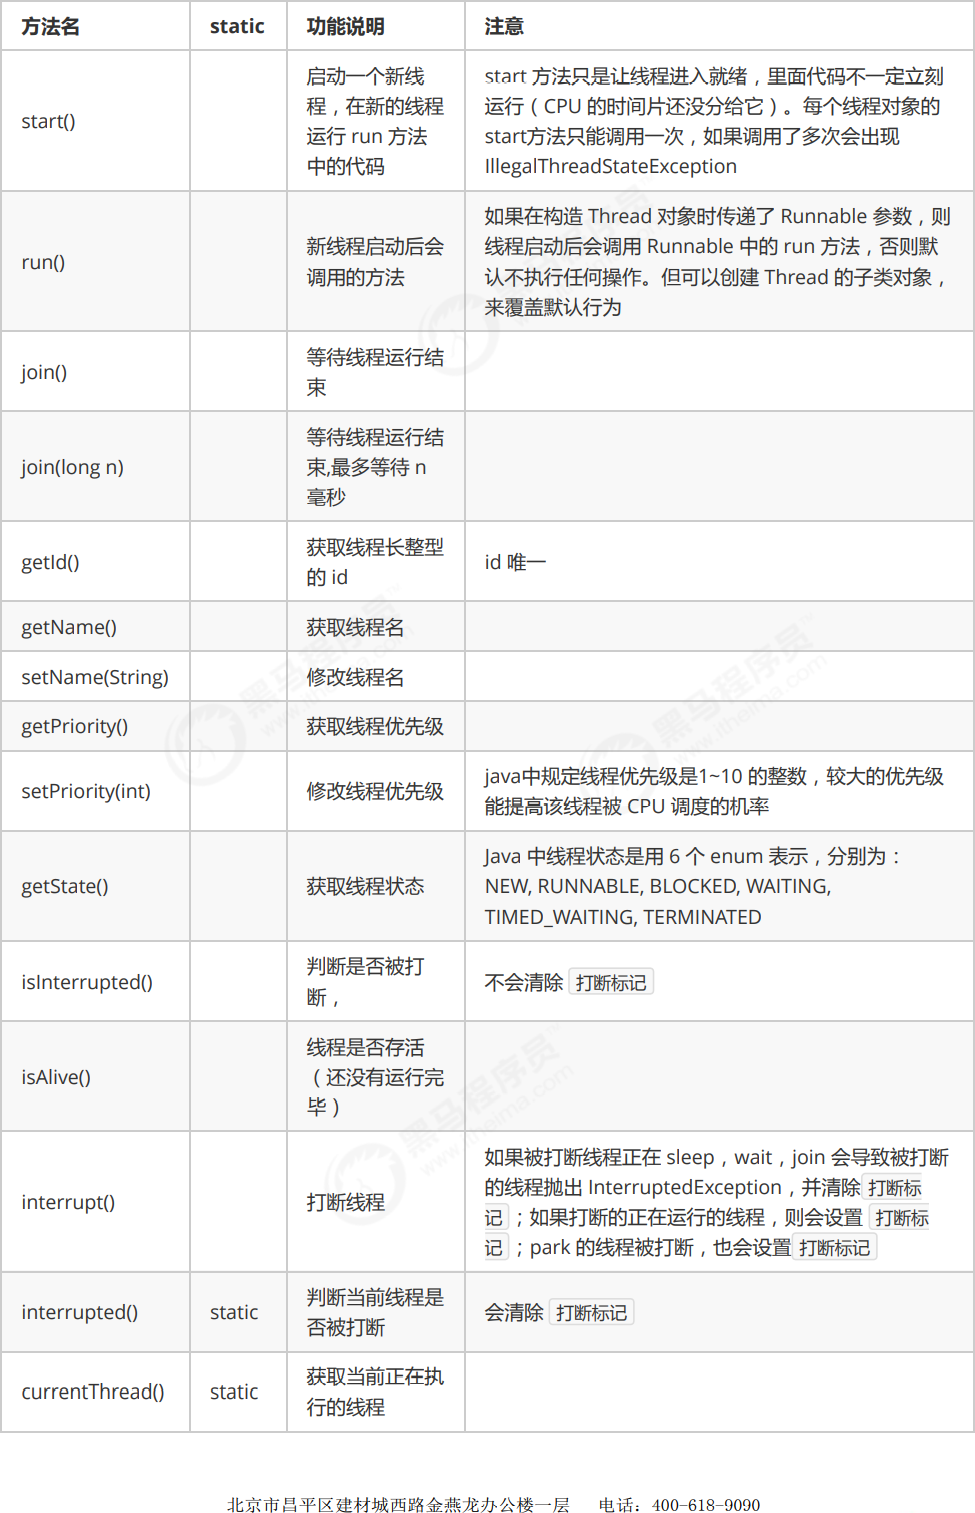 方法名 static 功能说明 注意
start()
启动一个新线
程，在新的线程
运行 run 方法
中的代码
start 方法只是让线程进入就绪，里面代码不一定立刻
运行（CPU 的时间片还没分给它）。每个线程对象的
start方法只能调用一次，如果调用了多次会出现
IllegalThreadStateException
run()
新线程启动后会
调用的方法
如果在构造 Thread 对象时传递了 Runnable 参数，则
线程启动后会调用 Runnable 中的 run 方法，否则默
认不执行任何操作。但可以创建 Thread 的子类对象，
来覆盖默认行为
join()
等待线程运行结
束
join(long n)
等待线程运行结
束,最多等待 n
毫秒
getId()
获取线程长整型
的 id
id 唯一
getName() 获取线程名
setName(String) 修改线程名
getPriority() 获取线程优先级
setPriority(int) 修改线程优先级
java中规定线程优先级是1~10 的整数，较大的优先级
能提高该线程被 CPU 调度的机率
getState() 获取线程状态
Java 中线程状态是用 6 个 enum 表示，分别为：
NEW, RUNNABLE, BLOCKED, WAITING,
TIMED_WAITING, TERMINATED
isInterrupted()
判断是否被打
断，
不会清除 打断标记
isAlive()
线程是否存活
（还没有运行完
毕）
interrupt() 打断线程
如果被打断线程正在 sleep，wait，join 会导致被打断
的线程抛出 InterruptedException，并清除 打断标
记 ；如果打断的正在运行的线程，则会设置 打断标
记 ；park 的线程被打断，也会设置 打断标记
interrupted() static
判断当前线程是
否被打断
会清除 打断标记
currentThread() static
获取当前正在执
行的线程
黑马程序员
www.itheima.com
黑马程序员
www.itheima.com
黑马程序员
www.itheima.com
北京市昌平区建材城西路金燕龙办公楼一层 电话：400-618-9090